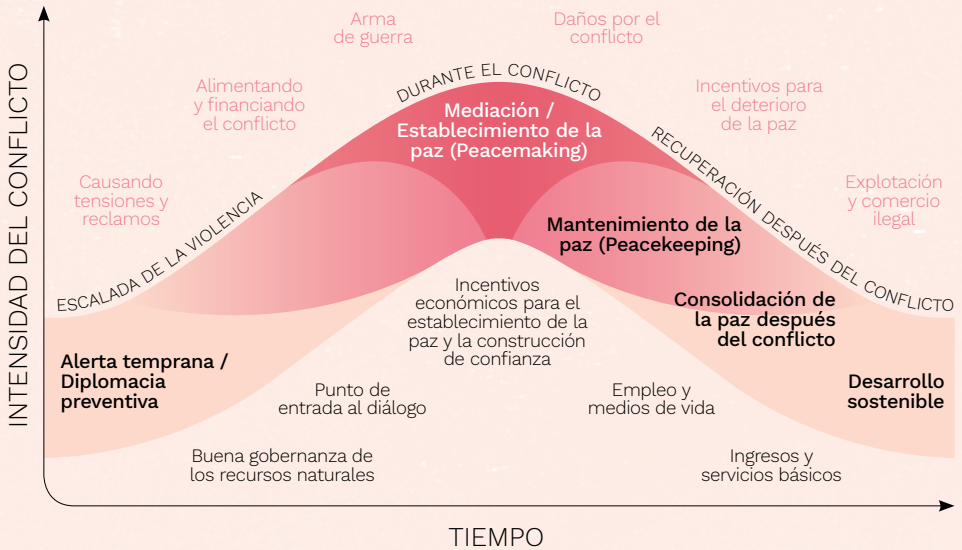 INTENSIDAD DEL CONFLICTO
Arma
de guerra
Daños por el
conflicto
Alimentando
y financiando
el conflicto
Incentivos para
el deterioro
de la paz
Causando
tensiones y
reclamos
Explotación
y comercio
ilegal
ESCALADA DE LA VIOLENCIA
DURANTE EL CONFLICTO
RECUPERACIÓN DESPUÉS DEL CONFLICTO
Mediación /
Establecimiento de la
paz (Peacemaking)
Mantenimiento de la
paz (Peacekeeping)
Consolidación de
la paz después
del conflicto
Alerta temprana /
Diplomacia
preventiva
Desarrollo
sostenible
Incentivos
económicos para el
establecimiento de la
paz y la construcción
de confianza
Punto de
entrada al diálogo
Empleo y
medios de vida
Buena gobernanza de
los recursos naturales
Ingresos y
servicios básicos
TIEMPO